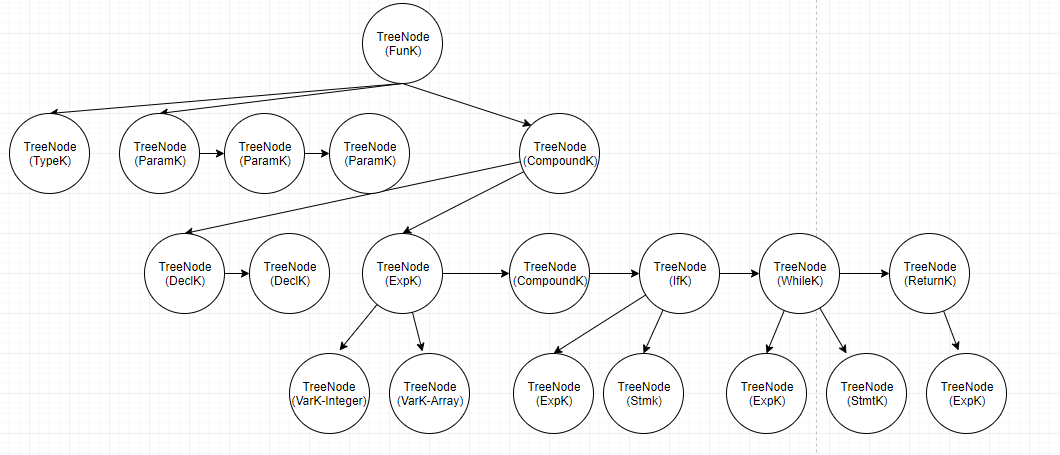 TreeNode
(FunK)
TreeNode
(TypeK)
TreeNode
(ParamK)
TreeNode
(ParamK)
TreeNode
(ParamK)
TreeNode
(CompoundK)
TreeNode
(DeclK)
TreeNode
(DeclK)
TreeNode
(ExpK)
TreeNode
(CompoundK)
TreeNode
(IfK)
TreeNode
(WhileK)
TreeNode
(ReturnK)
TreeNode
(VarK-Integer)
TreeNode
(VarK-Array)
TreeNode
(ExpK)
TreeNode
(Stmk)
TreeNode
(ExpK)
TreeNode
(StmtK)
TreeNode
(ExpK)